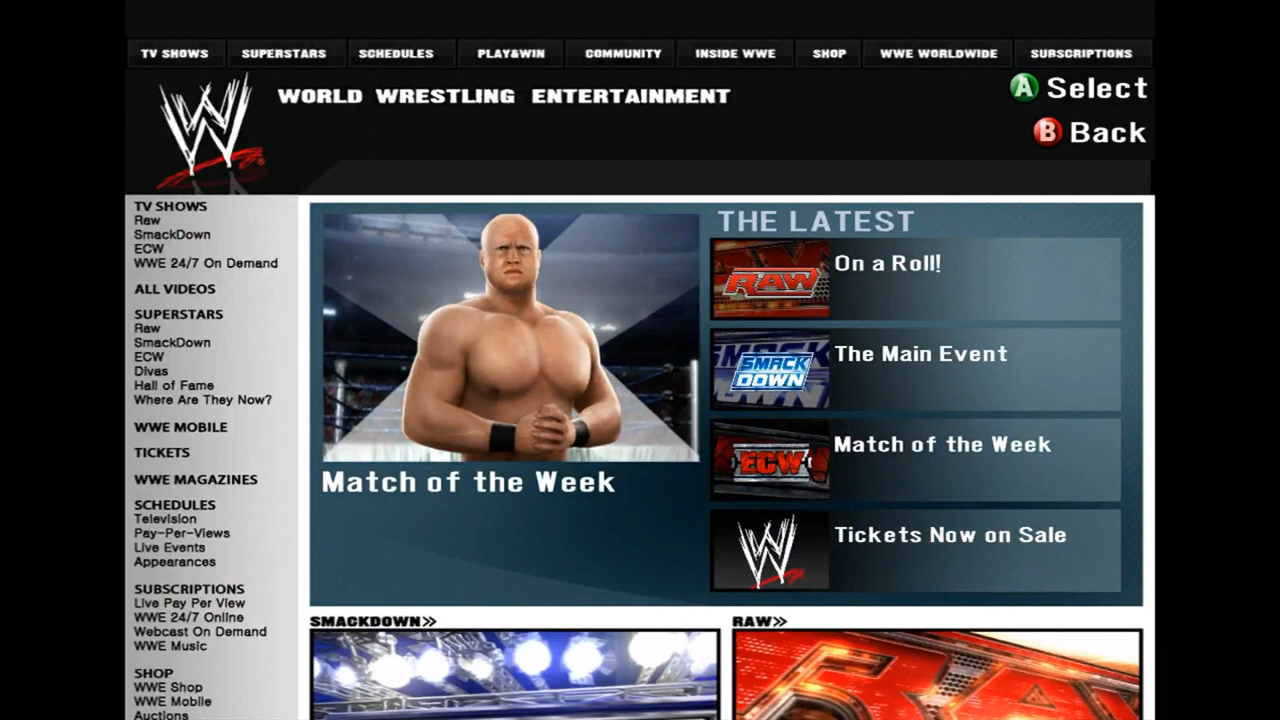 TV SHOWS SUPERSTARS SCHEDULES PLAY&WIN COMMUNITY INSIDE WWE SHOP WWE WORLDWIDE SUBSCRIPTIONS
W
WORLD WRESTLING ENTERTAINMENT
A Select
B Back
TV SHOWS
Raw
SmackDown
ECW
WWE 24/7 On Demand
ALL VIDEOS
SUPERSTARS
Raw
SmackDown
ECW
Divas
Hall of Fame
Where Are They Now?
WWE MOBILE
TICKETS
WWE MAGAZINES
SCHEDULES
Television
Pay-Per-Views
Live Events
Appearances
SUBSCRIPTIONS
Live Pay Per View
WWE 24/7 Online
Webcast On Demand
WWE Music
SHOP
WWE Shop
WWE Mobile
Auctions
Match of the Week
THE LATEST
RAW
On a Roll!
SMACK
DOWN
The Main Event
ECW
Match of the Week
W
Tickets Now on Sale
SMACKDOWN»
RAW»